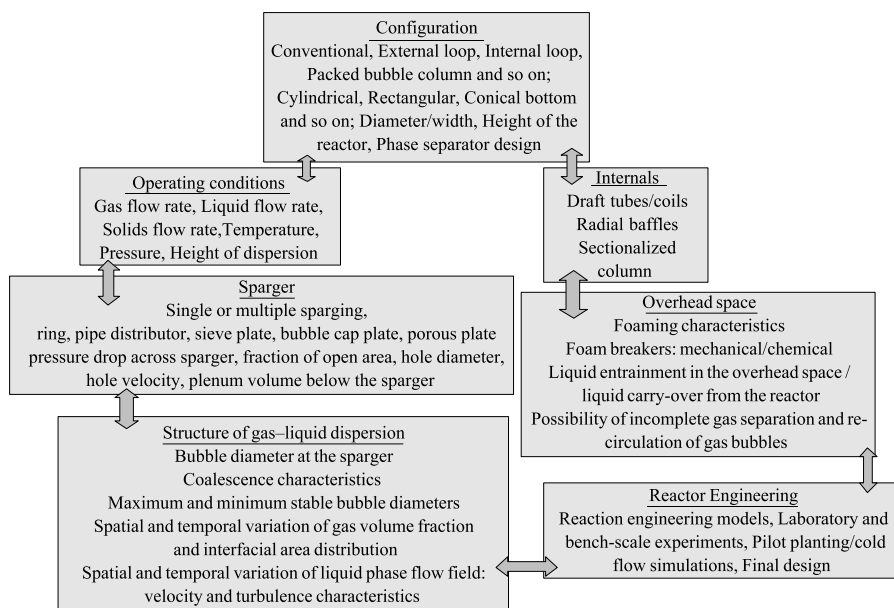 Configuration
Conventional, External loop, Internal loop,
Packed bubble column and so on;
Cylindrical, Rectangular, Conical bottom
and so on; Diameter/width, Height of the
reactor, Phase separator design
Operating conditions
Gas flow rate, Liquid flow rate,
Solids flow rate,Temperature,
Pressure, Height of dispersion
Internals
Draft tubes/coils
Radial baffles
Sectionalized
column
Sparger
Single or multiple sparging,
ring, pipe distributor, sieve plate, bubble cap plate, porous plate
pressure drop across sparger, fraction of open area, hole diameter,
hole velocity, plenum volume below the sparger
Overhead space
Foaming characteristics
Foam breakers: mechanical/chemical
Liquid entrainment in the overhead space /
liquid carry-over from the reactor
Possibility of incomplete gas separation and re-
circulation of gas bubbles
Structure of gas–liquid dispersion
Bubble diameter at the sparger
Coalescence characteristics
Maximum and minimum stable bubble diameters
Spatial and temporal variation of gas volume fraction
and interfacial area distribution
Spatial and temporal variation of liquid phase flow field:
velocity and turbulence characteristics
Reactor Engineering
Reaction engineering models, Laboratory and
bench-scale experiments, Pilot planting/cold
flow simulations, Final design